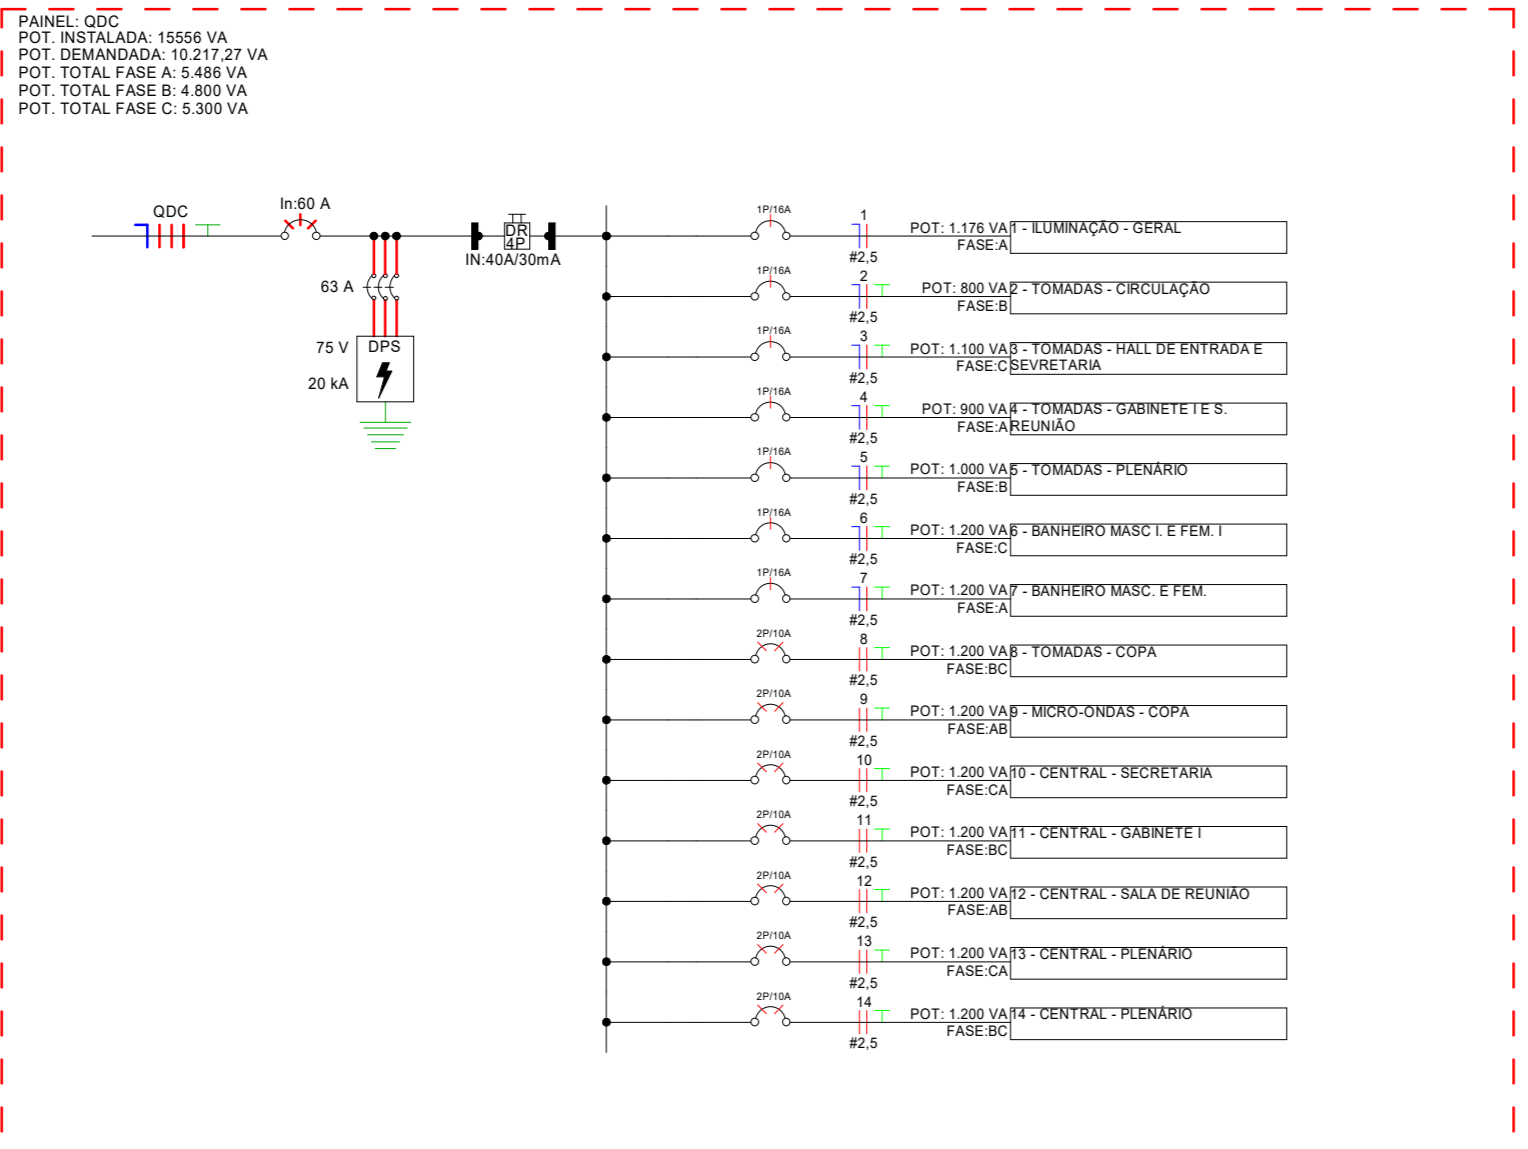 PAINEL: QDC
POT. INSTALADA: 15556 VA
POT. DEMANDADA: 10.217,27 VA
POT. TOTAL FASE A: 5.486 VA
POT. TOTAL FASE B: 4.800 VA
POT. TOTAL FASE C: 5.300 VA
QDC
In:60 A
63 A
75 V
DPS
20 kA
DR
4P
IN:40A/30mA
1P/16A
1
#2,5
POT: 1.176 VA
FASE:A
1 - ILUMINAÇÃO - GERAL
1P/16A
2
#2,5
POT: 800 VA
FASE:B
2 - TOMADAS - CIRCULAÇÃO
1P/16A
3
#2,5
POT: 1.100 VA
FASE:C
3 - TOMADAS - HALL DE ENTRADA E
SEVRETARIA
1P/16A
4
#2,5
POT: 900 VA
FASE:A
4 - TOMADAS - GABINETE I E S.
REUNIÃO
1P/16A
5
#2,5
POT: 1.000 VA
FASE:B
5 - TOMADAS - PLENÁRIO
1P/16A
6
#2,5
POT: 1.200 VA
FASE:C
6 - BANHEIRO MASC I. E FEM. I
1P/16A
7
#2,5
POT: 1.200 VA
FASE:A
7 - BANHEIRO MASC. E FEM.
2P/10A
8
#2,5
POT: 1.200 VA
FASE:BC
8 - TOMADAS - COPA
2P/10A
9
#2,5
POT: 1.200 VA
FASE:AB
9 - MICRO-ONDAS - COPA
2P/10A
10
#2,5
POT: 1.200 VA
FASE:CA
10 - CENTRAL - SECRETARIA
2P/10A
11
#2,5
POT: 1.200 VA
FASE:BC
11 - CENTRAL - GABINETE I
2P/10A
12
#2,5
POT: 1.200 VA
FASE:AB
12 - CENTRAL - SALA DE REUNIÃO
2P/10A
13
#2,5
POT: 1.200 VA
FASE:CA
13 - CENTRAL - PLENÁRIO
2P/10A
14
#2,5
POT: 1.200 VA
FASE:BC
14 - CENTRAL - PLENÁRIO